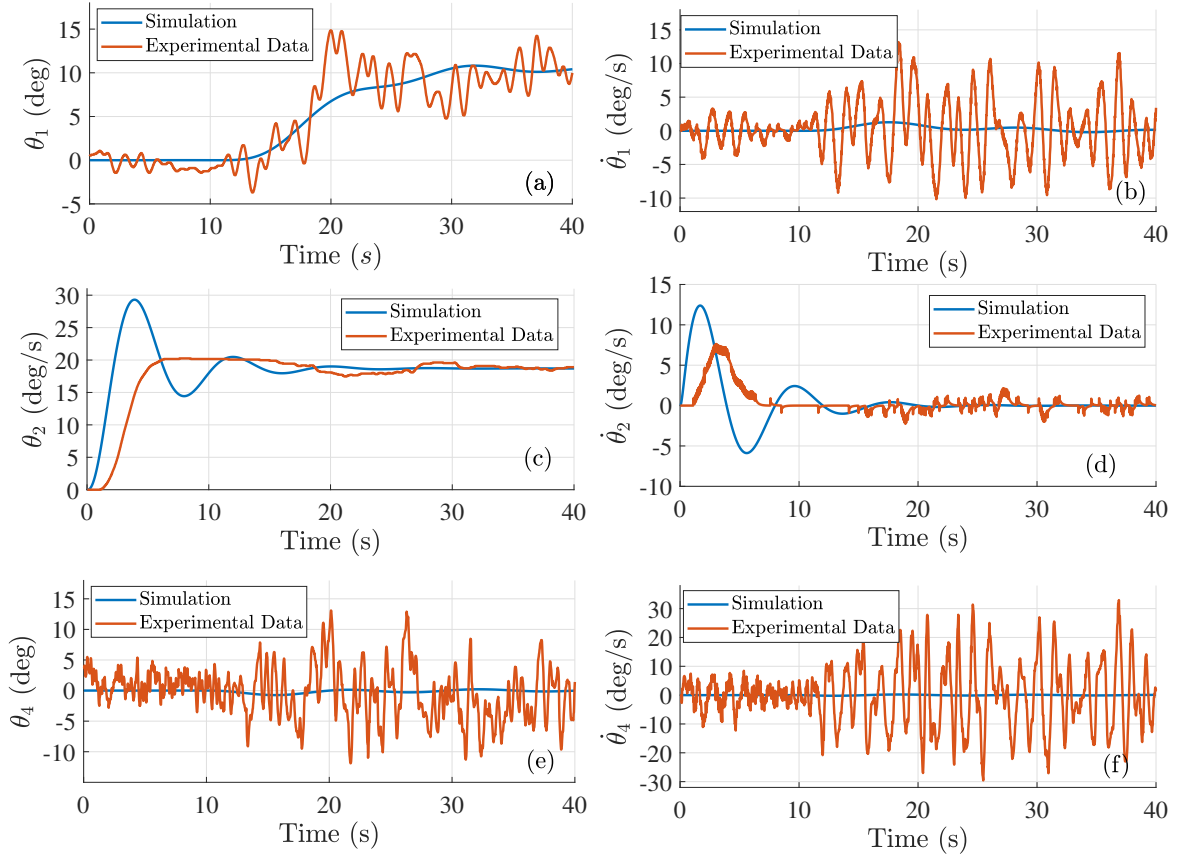 15
10
5
0
-5
θ₁ (deg)
Simulation
Experimental Data
(a)
0
10
20
30
40
Time (s)
15
10
5
0
-5
-10
θ̇₁ (deg/s)
Simulation
Experimental Data
(b)
0
10
20
30
40
Time (s)
30
25
20
15
10
5
0
θ₂ (deg/s)
Simulation
Experimental Data
(c)
0
10
20
30
40
Time (s)
15
10
5
0
-5
-10
θ̇₂ (deg/s)
Simulation
Experimental Data
(d)
0
10
20
30
40
Time (s)
15
10
5
0
-5
-10
θ₄ (deg)
Simulation
Experimental Data
(e)
0
10
20
30
40
Time (s)
30
20
10
0
-10
-20
-30
θ̇₄ (deg/s)
Simulation
Experimental Data
(f)
0
10
20
30
40
Time (s)